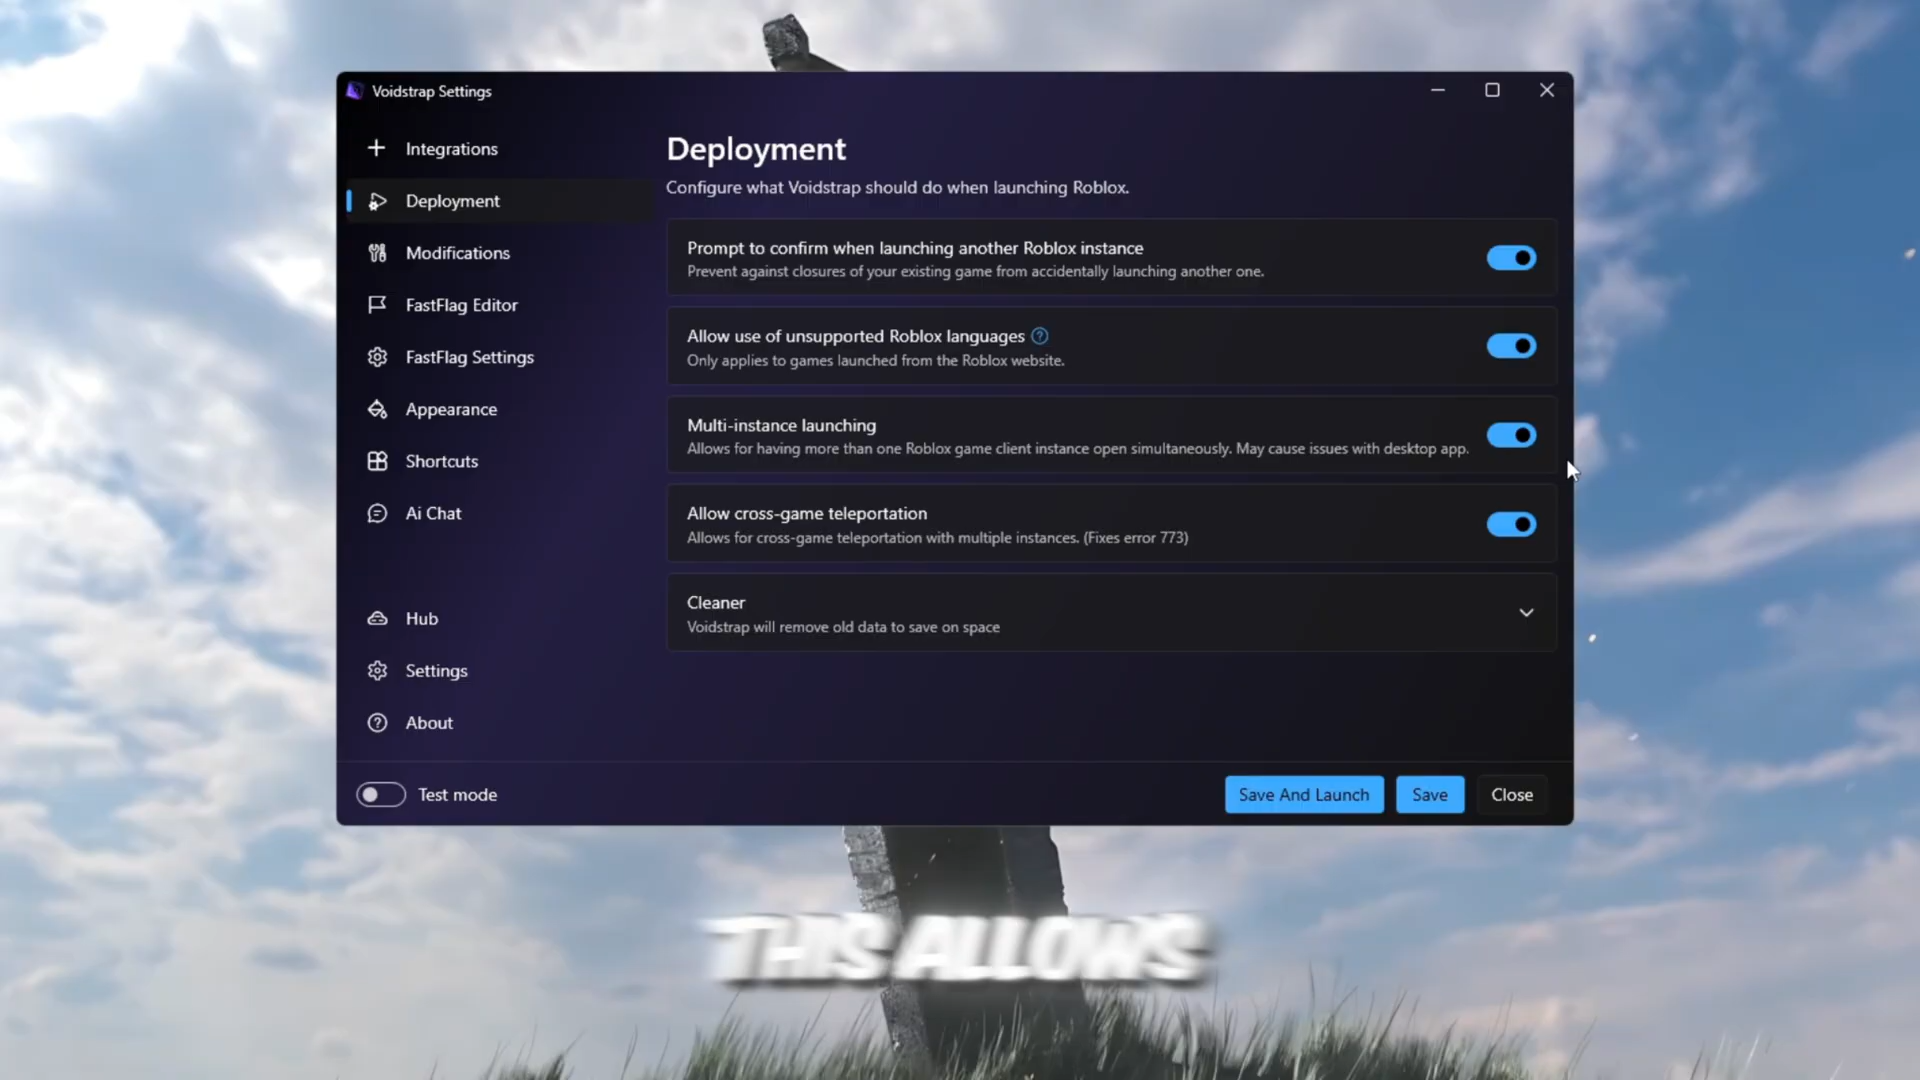 Voidstrap Settings
Integrations
Deployment
Modifications
FastFlag Editor
FastFlag Settings
Appearance
Shortcuts
Ai Chat
Hub
Settings
About
Deployment
Configure what Voidstrap should do when launching Roblox.
Prompt to confirm when launching another Roblox instance
Prevent against closures of your existing game from accidentally launching another one.
Allow use of unsupported Roblox languages
Only applies to games launched from the Roblox website.
Multi-instance launching
Allows for having more than one Roblox game client instance open simultaneously. May cause issues with desktop app.
Allow cross-game teleportation
Allows for cross-game teleportation with multiple instances. (Fixes error 773)
Cleaner
Voidstrap will remove old data to save on space
Test mode
Save And Launch
Save
Close
THIS ALLOWS